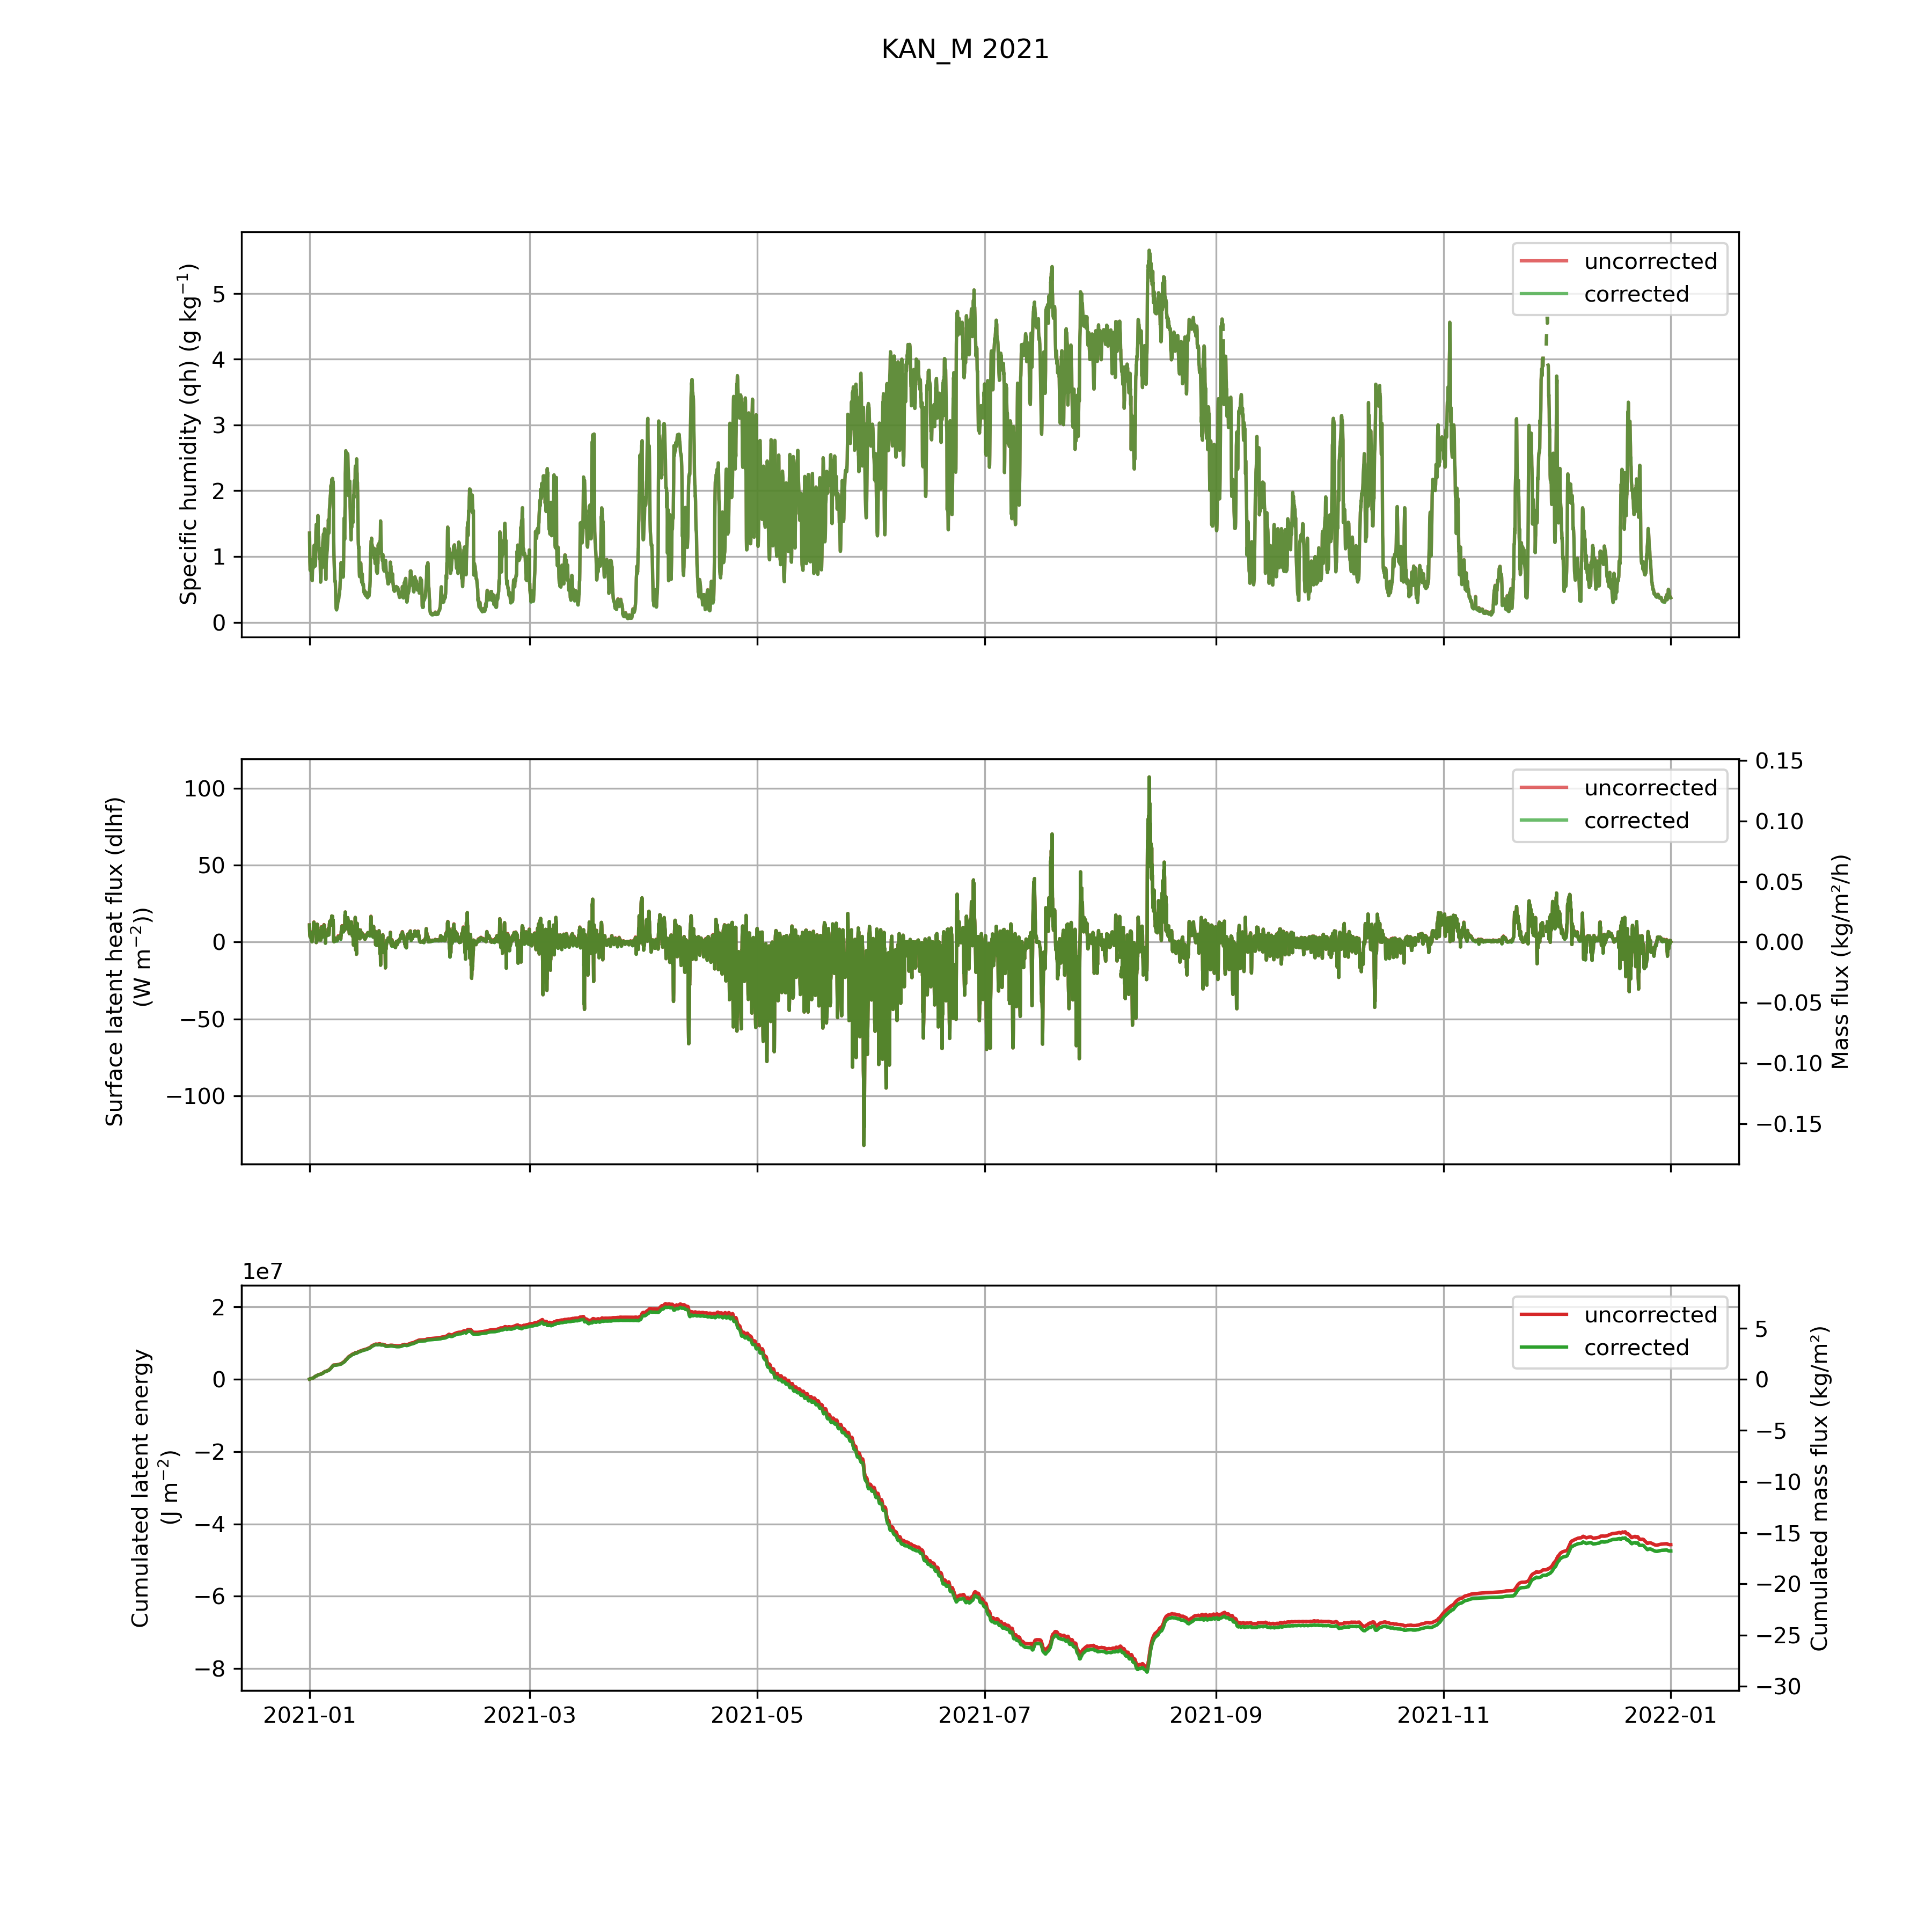 KAN_M 2021
Specific humidity (qh) (g kg⁻¹)
5
4
3
2
1
0
uncorrected
corrected
Surface latent heat flux (dlhf)
(W m⁻²))
100
50
0
−50
−100
uncorrected
corrected
0.15
0.10
0.05
0.00
−0.05
−0.10
−0.15
Mass flux (kg/m²/h)
1e7
Cumulated latent energy
(J m⁻²)
2
0
−2
−4
−6
−8
uncorrected
corrected
5
0
−5
−10
−15
−20
−25
−30
Cumulated mass flux (kg/m²)
2021-01 2021-03 2021-05 2021-07 2021-09 2021-11 2022-01